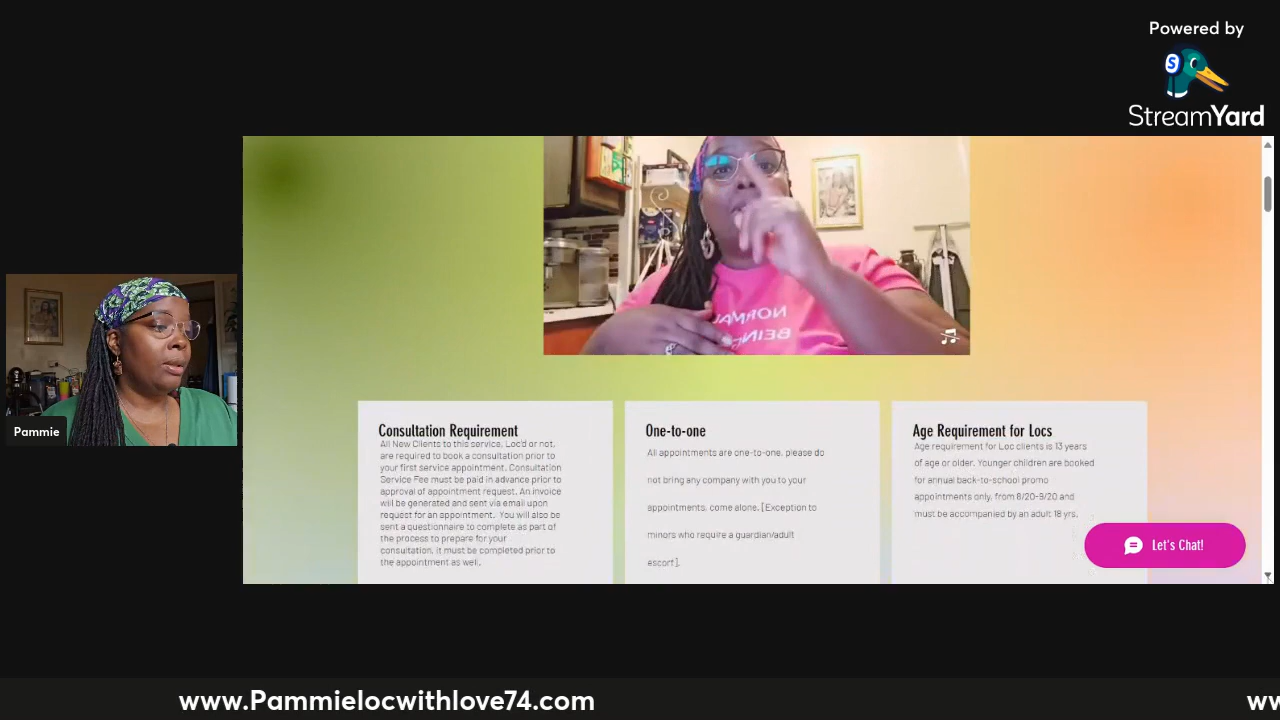 Powered by
S
StreamYard
NORMAL
BEING
Pammie
Consultation Requirement
All New Clients to this service, Loc'd or not,
are required to book a consultation prior to
your first service appointment. Consultation
Service Fee must be paid in advance prior to
approval of appointment request. An invoice
will be generated and sent via email upon
request for an appointment. You will also be
sent a questionnaire to complete as part of
the process to prepare for your
consultation, it must be completed prior to
the appointment as well.
One-to-one
All appointments are one-to-one, please do
not bring any company with you to your
appointments, come alone. [Exception to
minors who require a guardian/adult
escort].
Age Requirement for Locs
Age requirement for Loc clients is 13 years
of age or older. Younger children are booked
for annual back-to-school promo
appointments only, from 8/20-9/20 and
must be accompanied by an adult 18 yrs.
Let's Chat!
www.Pammielocwithlove74.com
ww